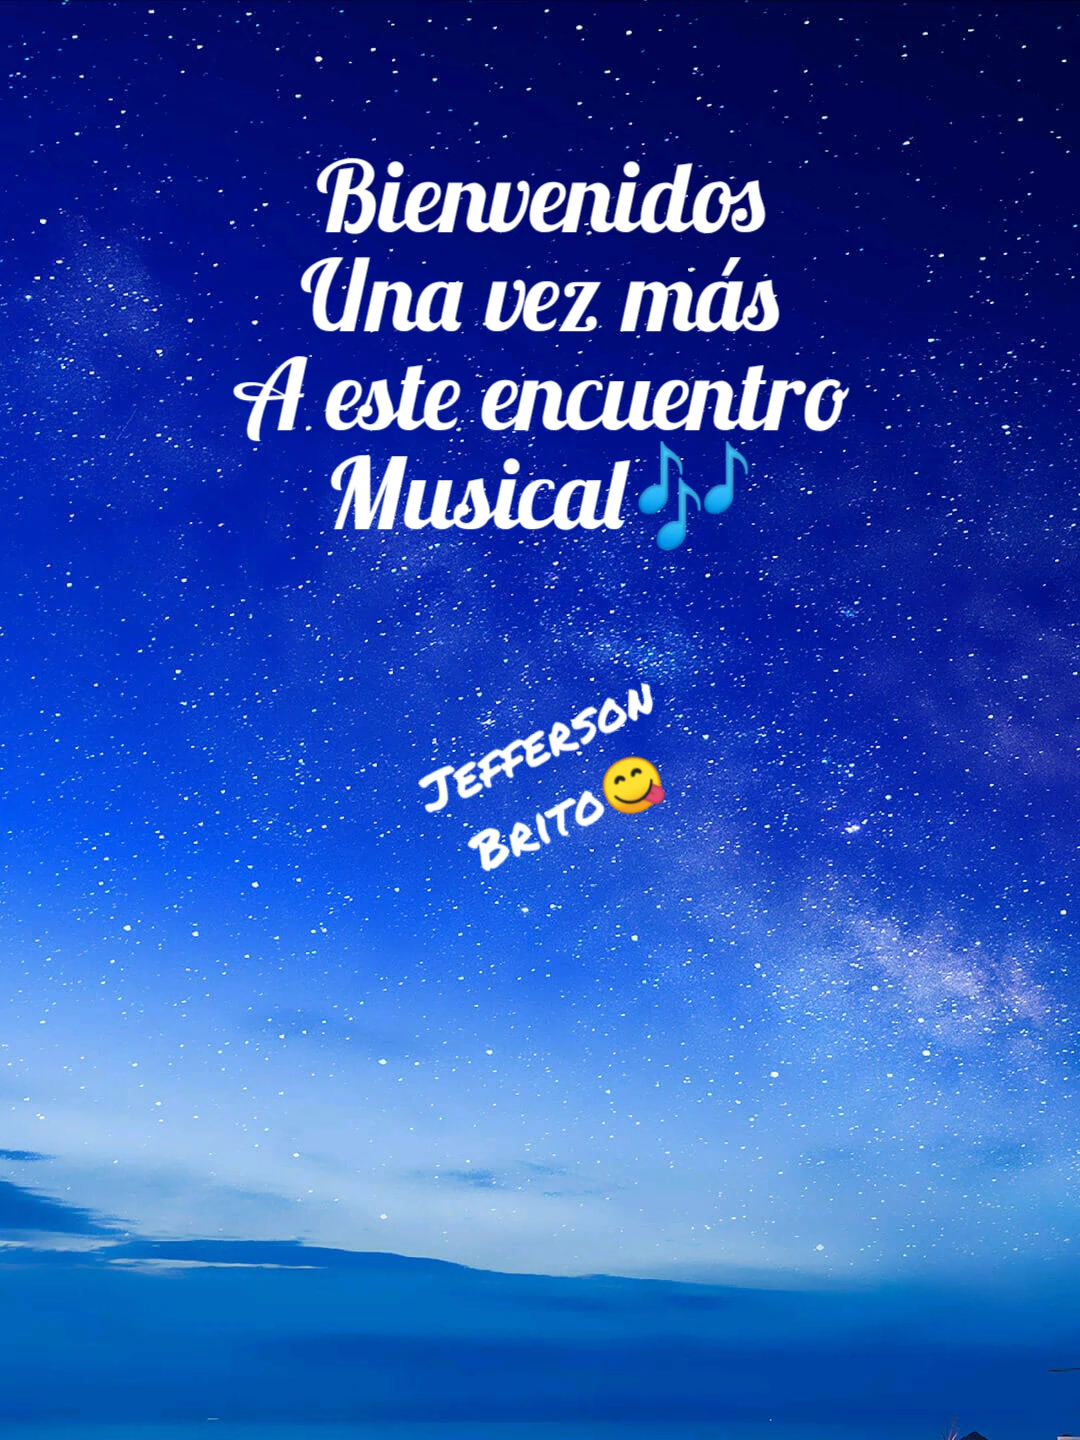 Bienvenidos
Una vez más
A este encuentro
Musical🎶
Jefferson
Brito😋